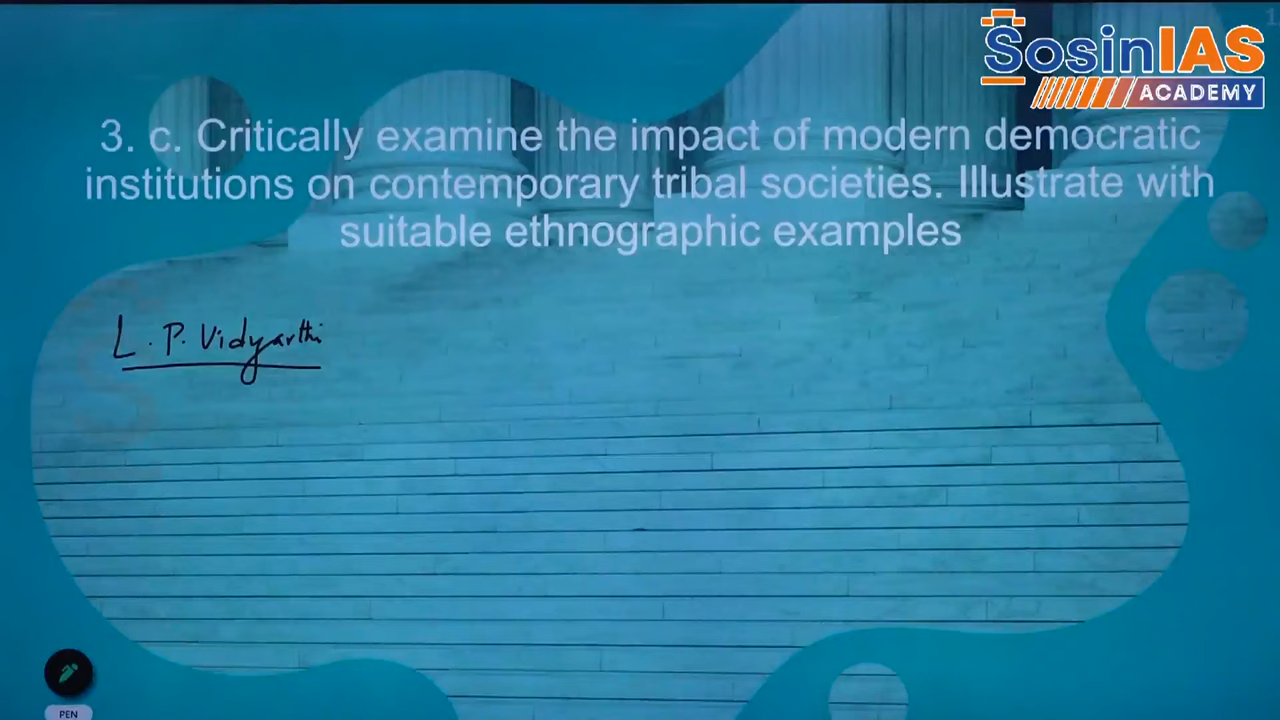 SosinIAS
ACADEMY
3. c. Critically examine the impact of modern democratic
institutions on contemporary tribal societies. Illustrate with
suitable ethnographic examples
L. P. Vidyarthi
PEN